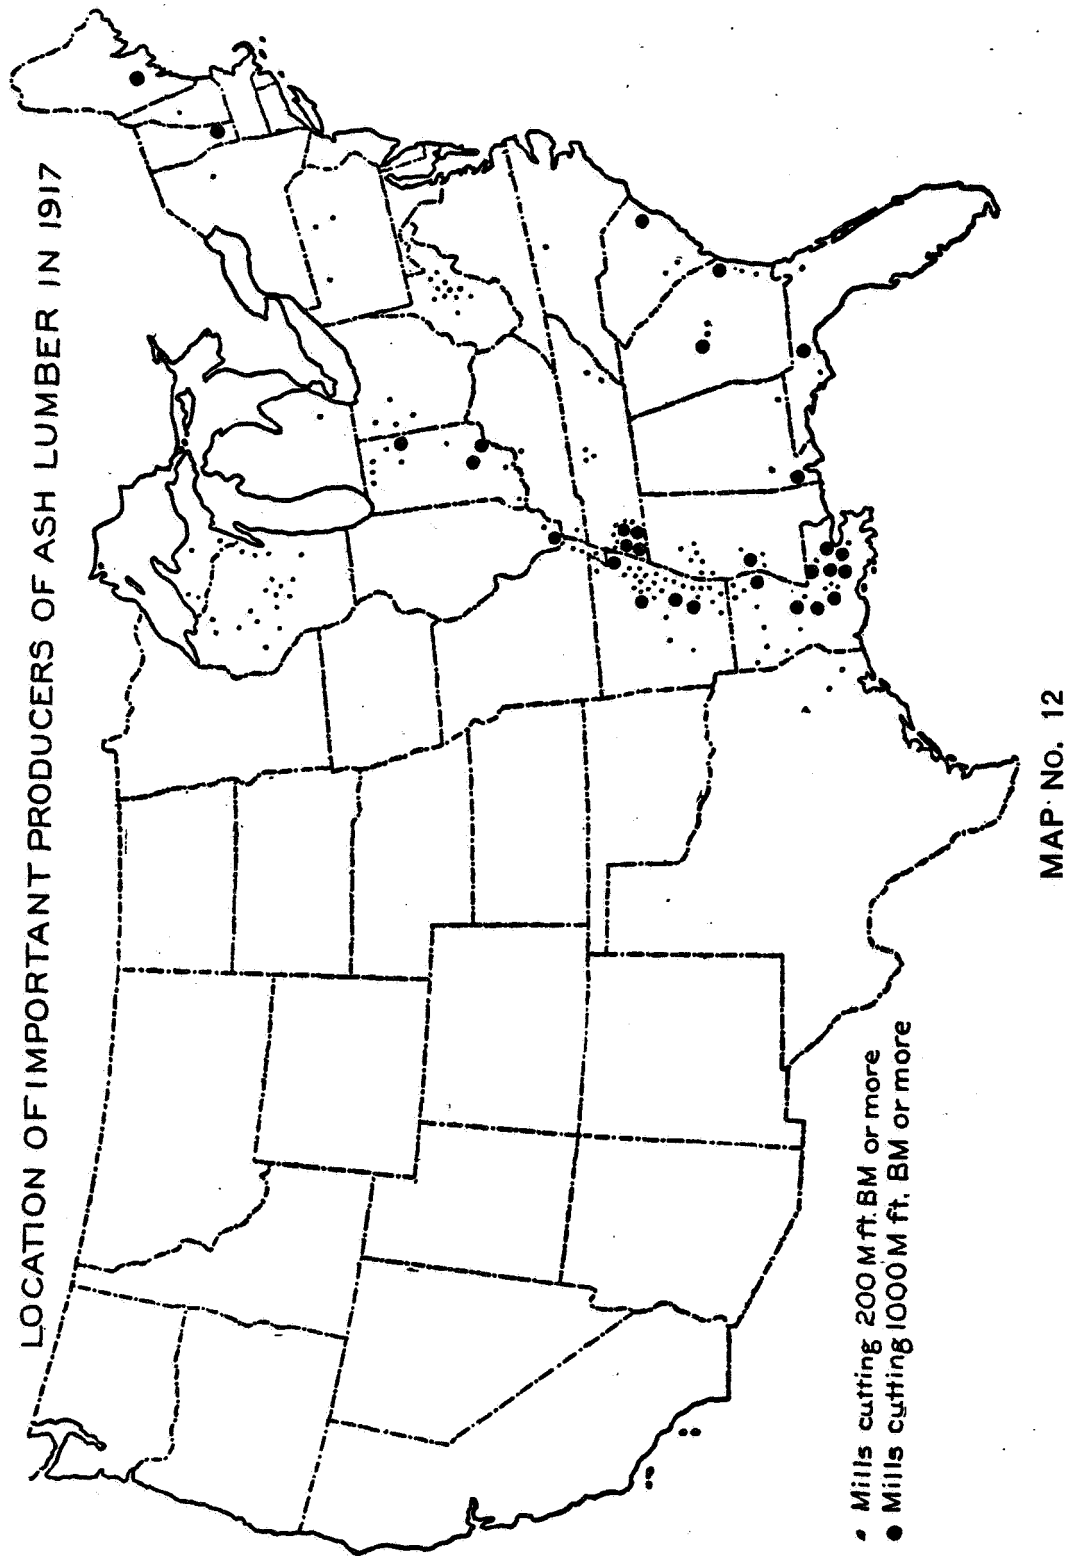 LOCATION OF IMPORTANT PRODUCERS OF ASH LUMBER IN 1917
Mills cutting 200 M ft. BM or more
Mills cutting 1000 M ft. BM or more
MAP No. 12